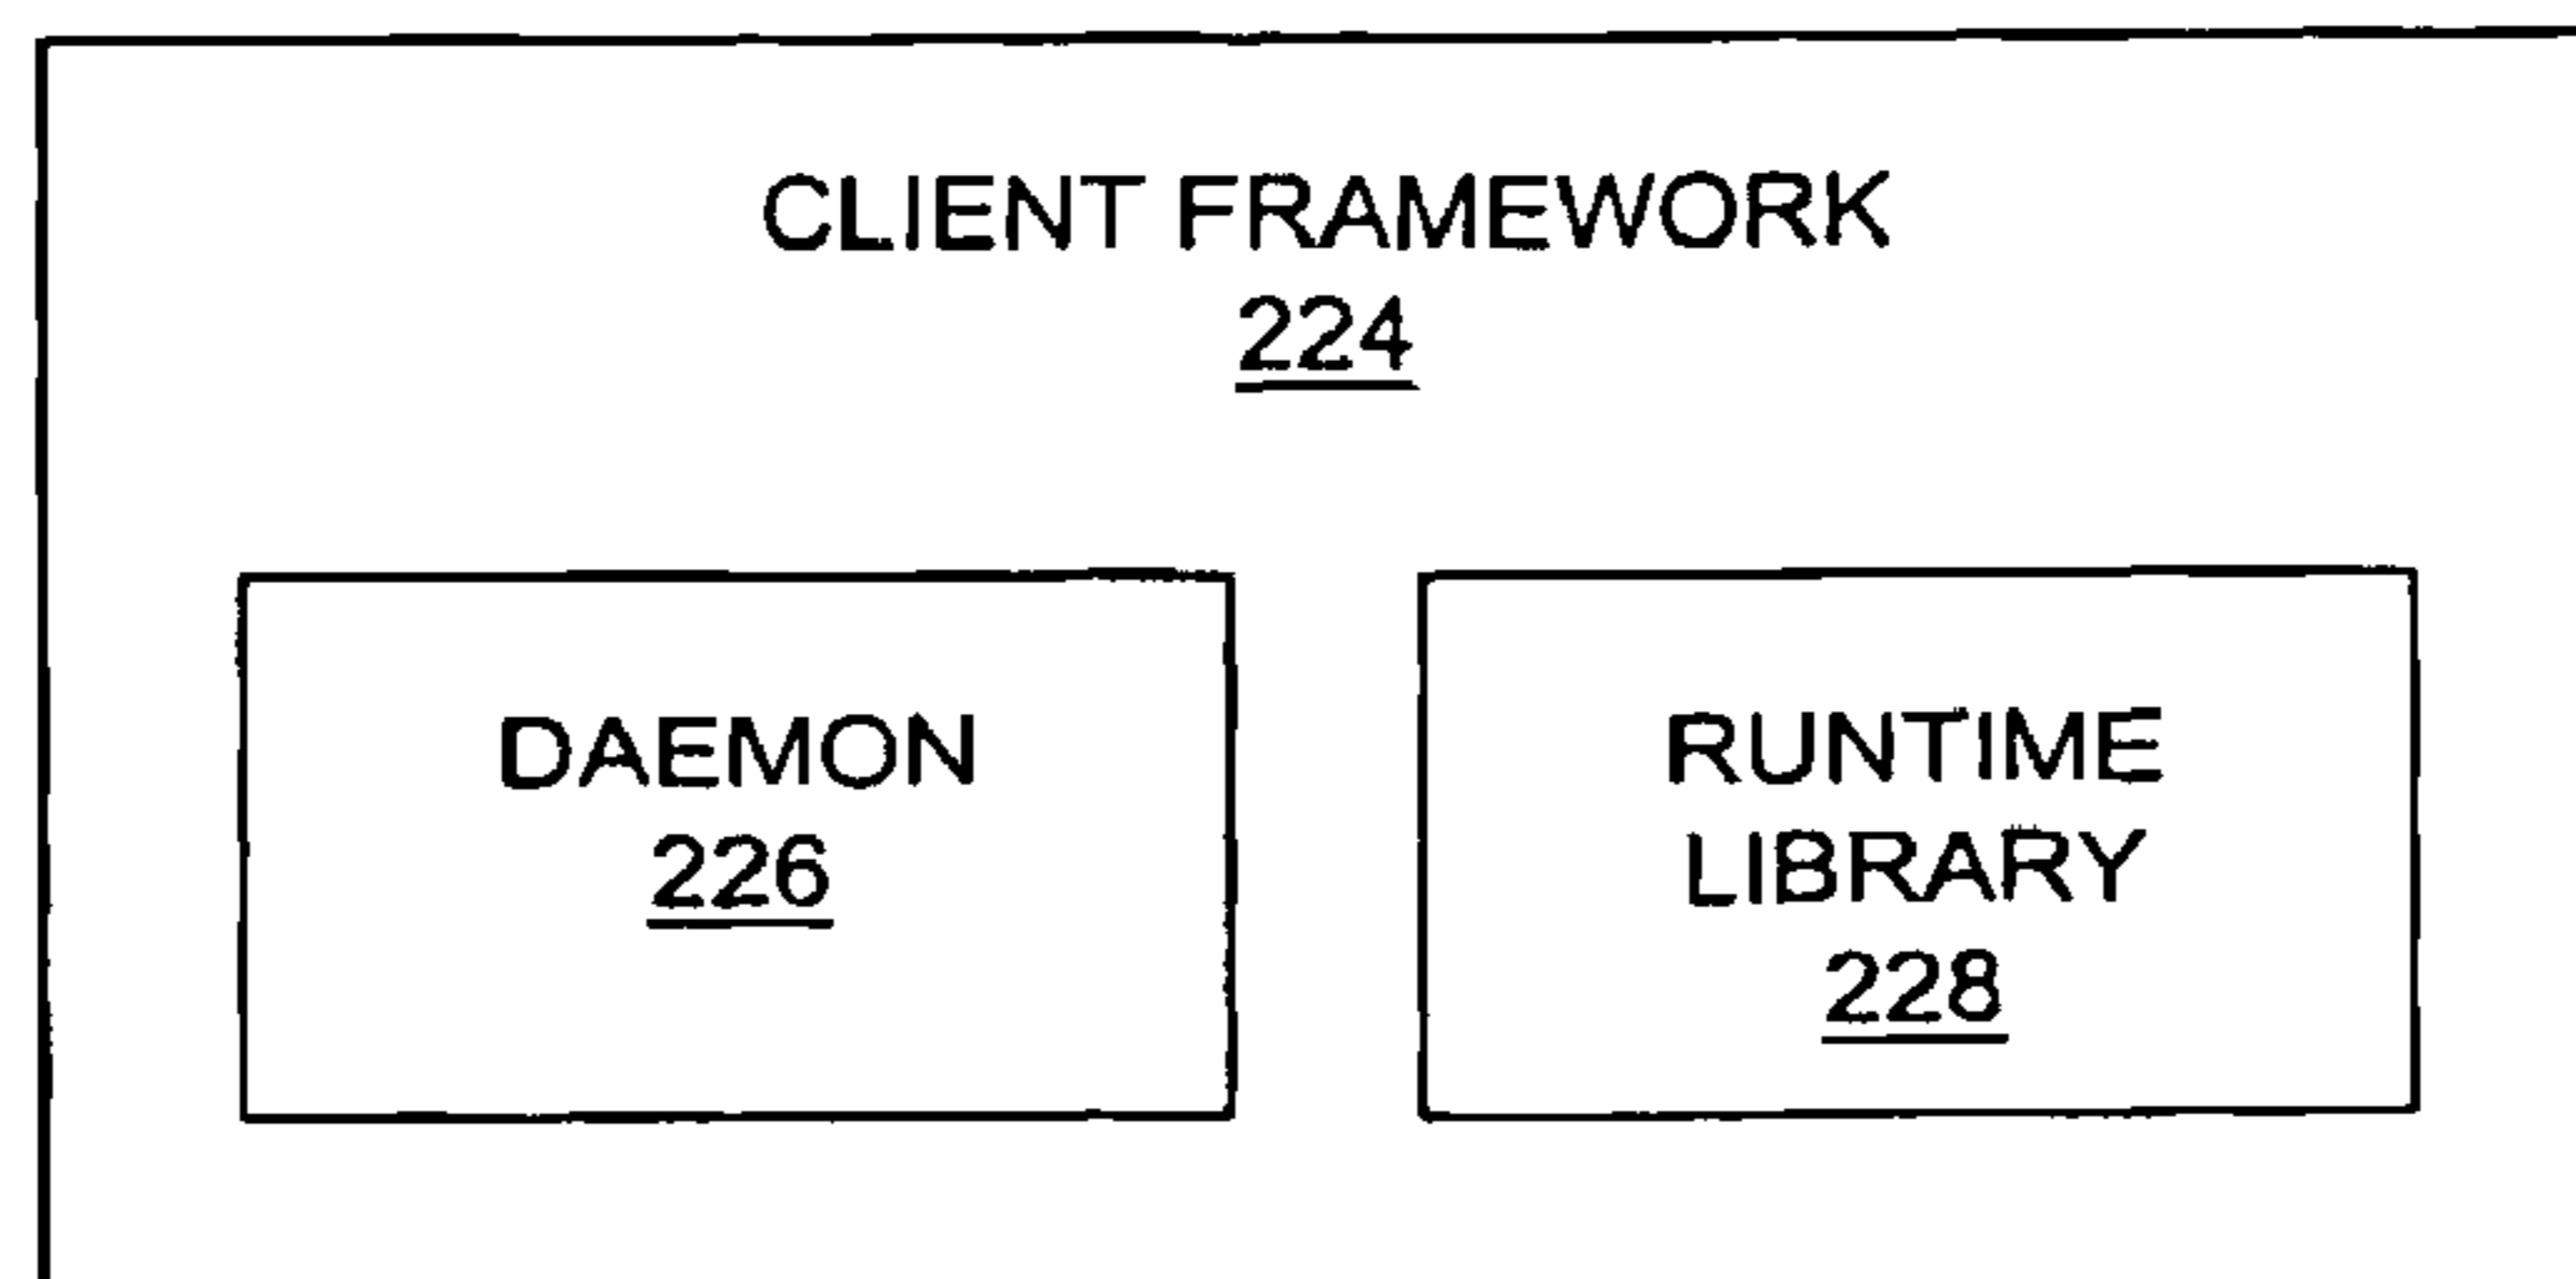 CLIENT FRAMEWORK
224
DAEMON
226
RUNTIME
LIBRARY
228